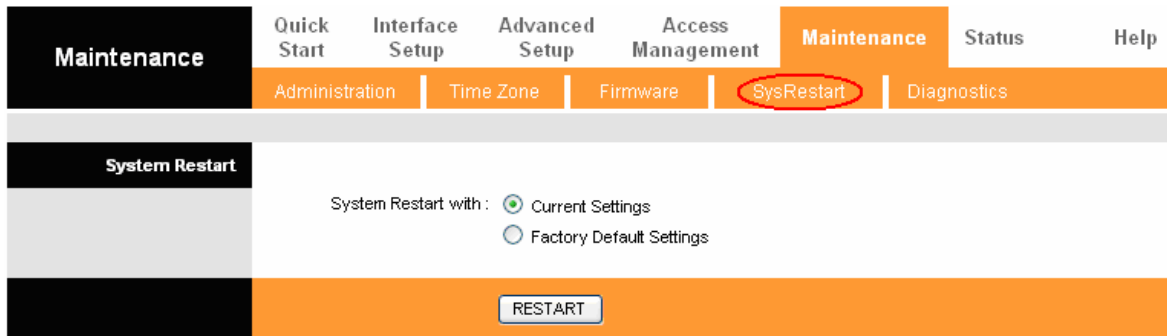 Maintenance
Quick Start
Interface Setup
Advanced Setup
Access Management
Maintenance
Status
Help
Administration
Time Zone
Firmware
SysRestart
Diagnostics
System Restart
System Restart with :
Current Settings
Factory Default Settings
RESTART